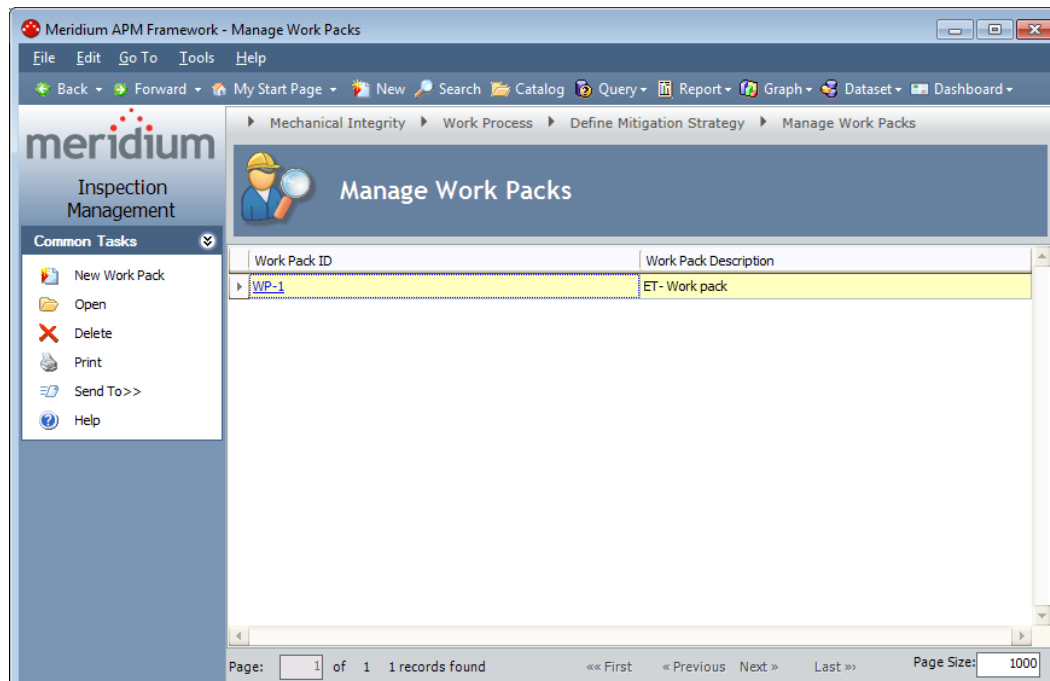 Meridium APM Framework - Manage Work Packs
File Edit Go To Tools Help
Back Forward My Start Page New Search Catalog Query Report Graph Dataset Dashboard
meridium
Inspection
Management
Common Tasks
New Work Pack
Open
Delete
Print
Send To>>
Help
Mechanical Integrity Work Process Define Mitigation Strategy Manage Work Packs
Manage Work Packs
Work Pack ID Work Pack Description
WP-1 ET- Work pack
Page: 1 of 1 1 records found «« First « Previous Next » Last »» Page Size: 1000